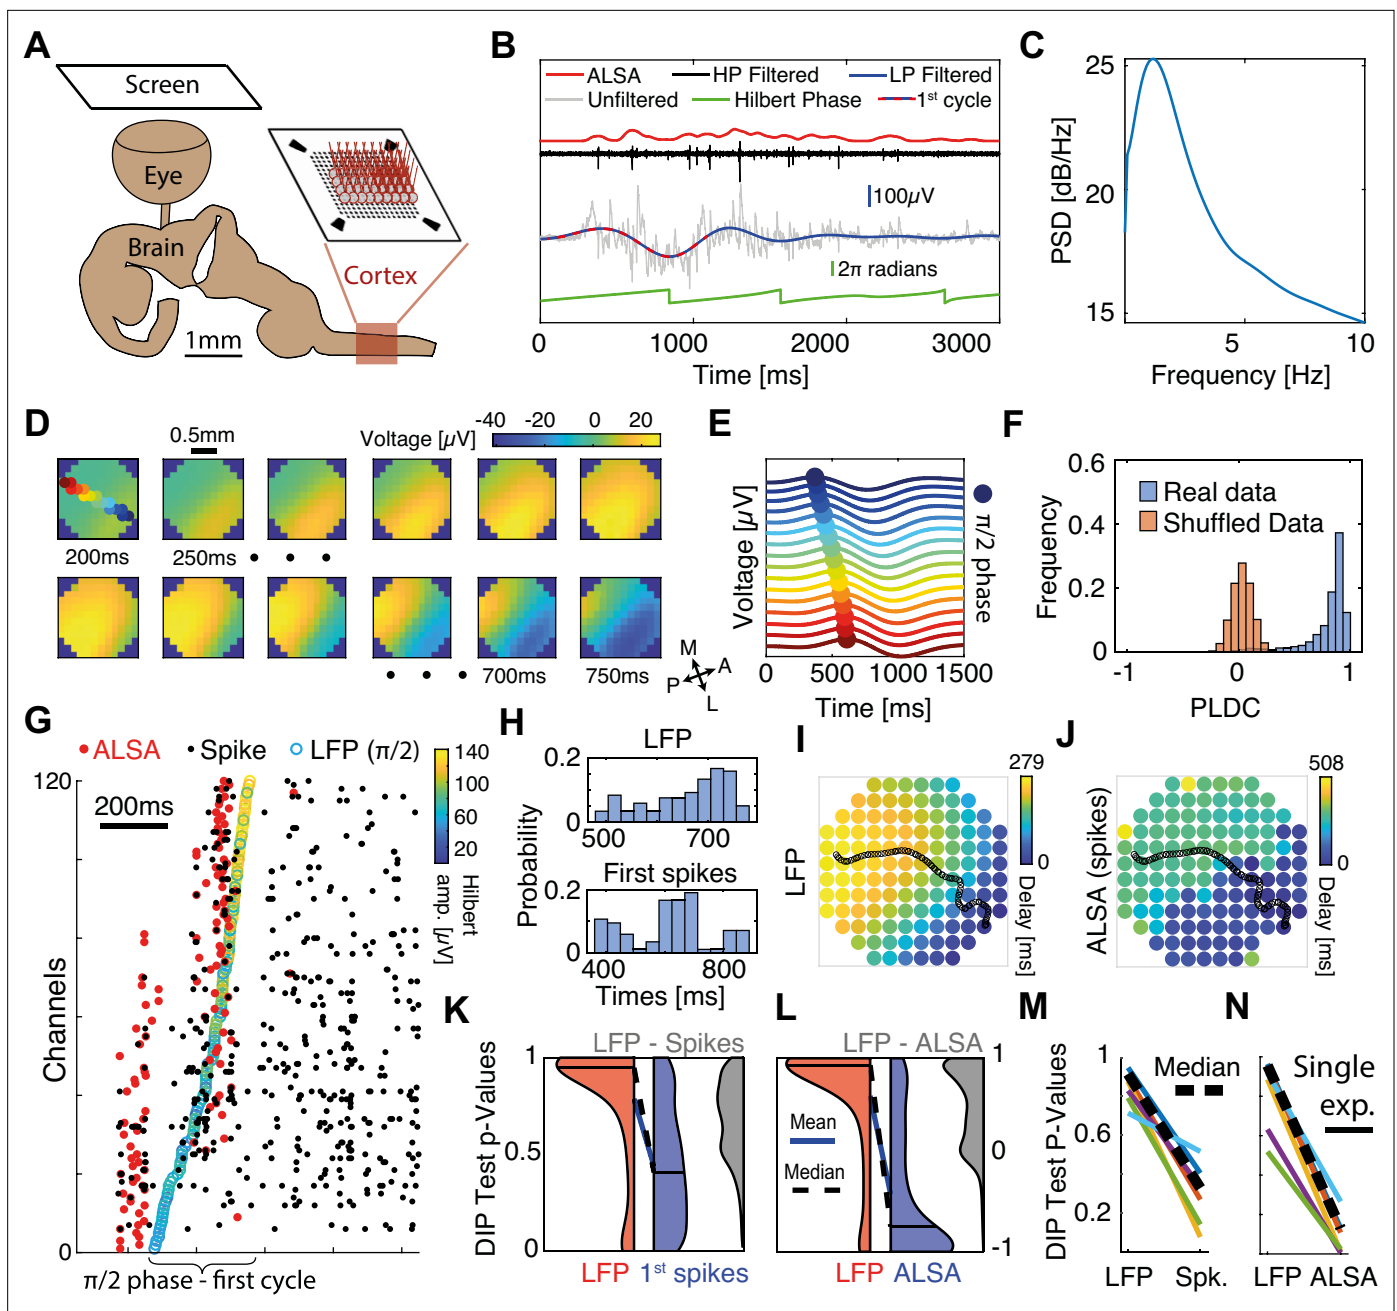 A
Screen
Eye
Brain
Cortex
1mm
B
ALSA
HP Filtered
LP Filtered
Unfiltered
Hilbert Phase
1st cycle
100µV
2π radians
0
1000
2000
3000
Time [ms]
C
25
20
15
PSD [dB/Hz]
5
10
Frequency [Hz]
D
0.5mm
Voltage [µV]
-40
-20
0
20
200ms
250ms
700ms
750ms
M
A
P
L
E
Voltage [µV]
π/2 phase
0
500
1000
1500
Time [ms]
F
0.6
0.4
0.2
0
Frequency
Real data
Shuffled Data
-1
0
1
PLDC
G
ALSA
Spike
LFP (π/2)
120
200ms
Channels
0
π/2 phase - first cycle
140
100
80
60
40
20
Hilbert
amp. [µV]
H
LFP
0.2
0
500
700
Probability
First spikes
0.2
0
400
600
800
Times [ms]
I
LFP
279
0
Delay [ms]
J
ALSA (spikes)
508
0
Delay [ms]
K
LFP - Spikes
1
0.5
0
DIP Test p-Values
LFP
1st spikes
L
LFP - ALSA
Mean
Median
1
0
-1
LFP
ALSA
M
1
0.6
0.2
DIP Test P-Values
Median
LFP
Spk.
N
Single
exp.
LFP
ALSA